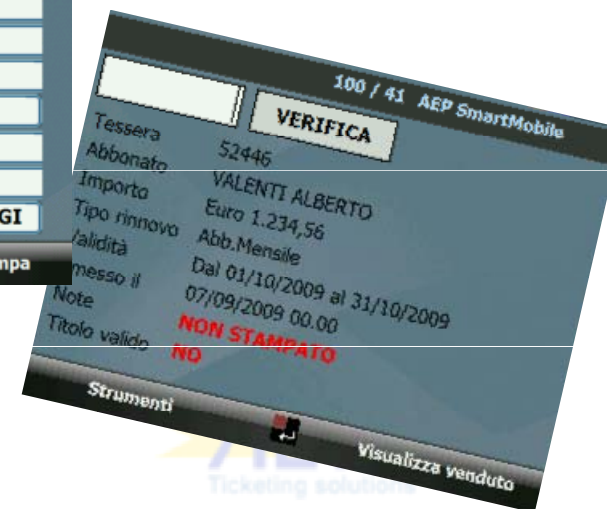 GI
mpa
100 / 41 AEP SmartMobile
VERIFICA
Tessera 52446
Abbonato VALENTI ALBERTO
Importo Euro 1.234,56
Tipo rinnovo Abb.Mensile
Validità Dal 01/10/2009 al 31/10/2009
messo il 07/09/2009 00.00
Note NON STAMPATO
Titolo valido NO
Strumenti
Visualizza venduto
Ticketing solutions